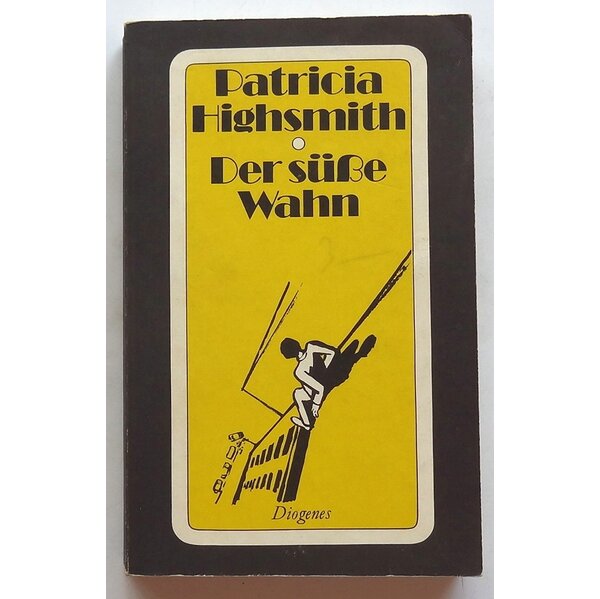 Patricia
Highsmith
Der süße
Wahn
Diogenes